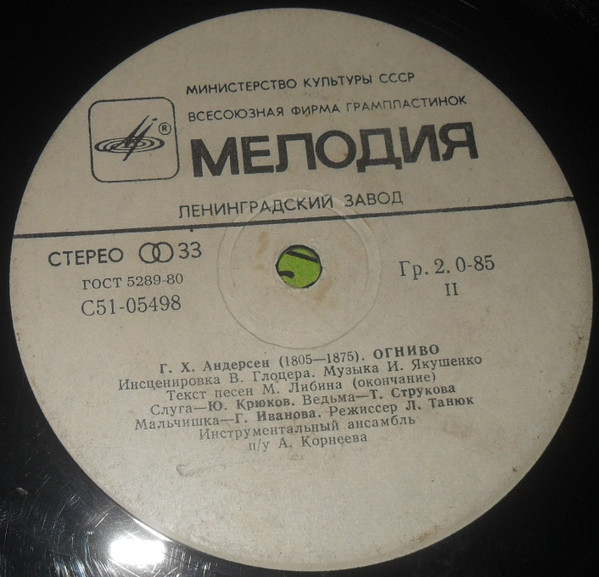 МИНИСТЕРСТВО КУЛЬТУРЫ СССР
ВСЕСОЮЗНАЯ ФИРМА ГРАМПЛАСТИНОК
®
МЕЛОДИЯ
ЛЕНИНГРАДСКИЙ ЗАВОД
СТЕРЕО 33
ГОСТ 5289-80
С51-05498
Гр. 2. 0-85
II
Г. Х. Андерсен (1805—1875). ОГНИВО
Инсценировка В. Глоцера. Музыка И. Якушенко
Текст песен М. Либина (окончание)
Слуга—Ю. Крюков. Ведьма—Т. Струкова
Мальчишка—Г. Иванова. Режиссер Л. Танюк
Инструментальный ансамбль
п/у А. Корнеева